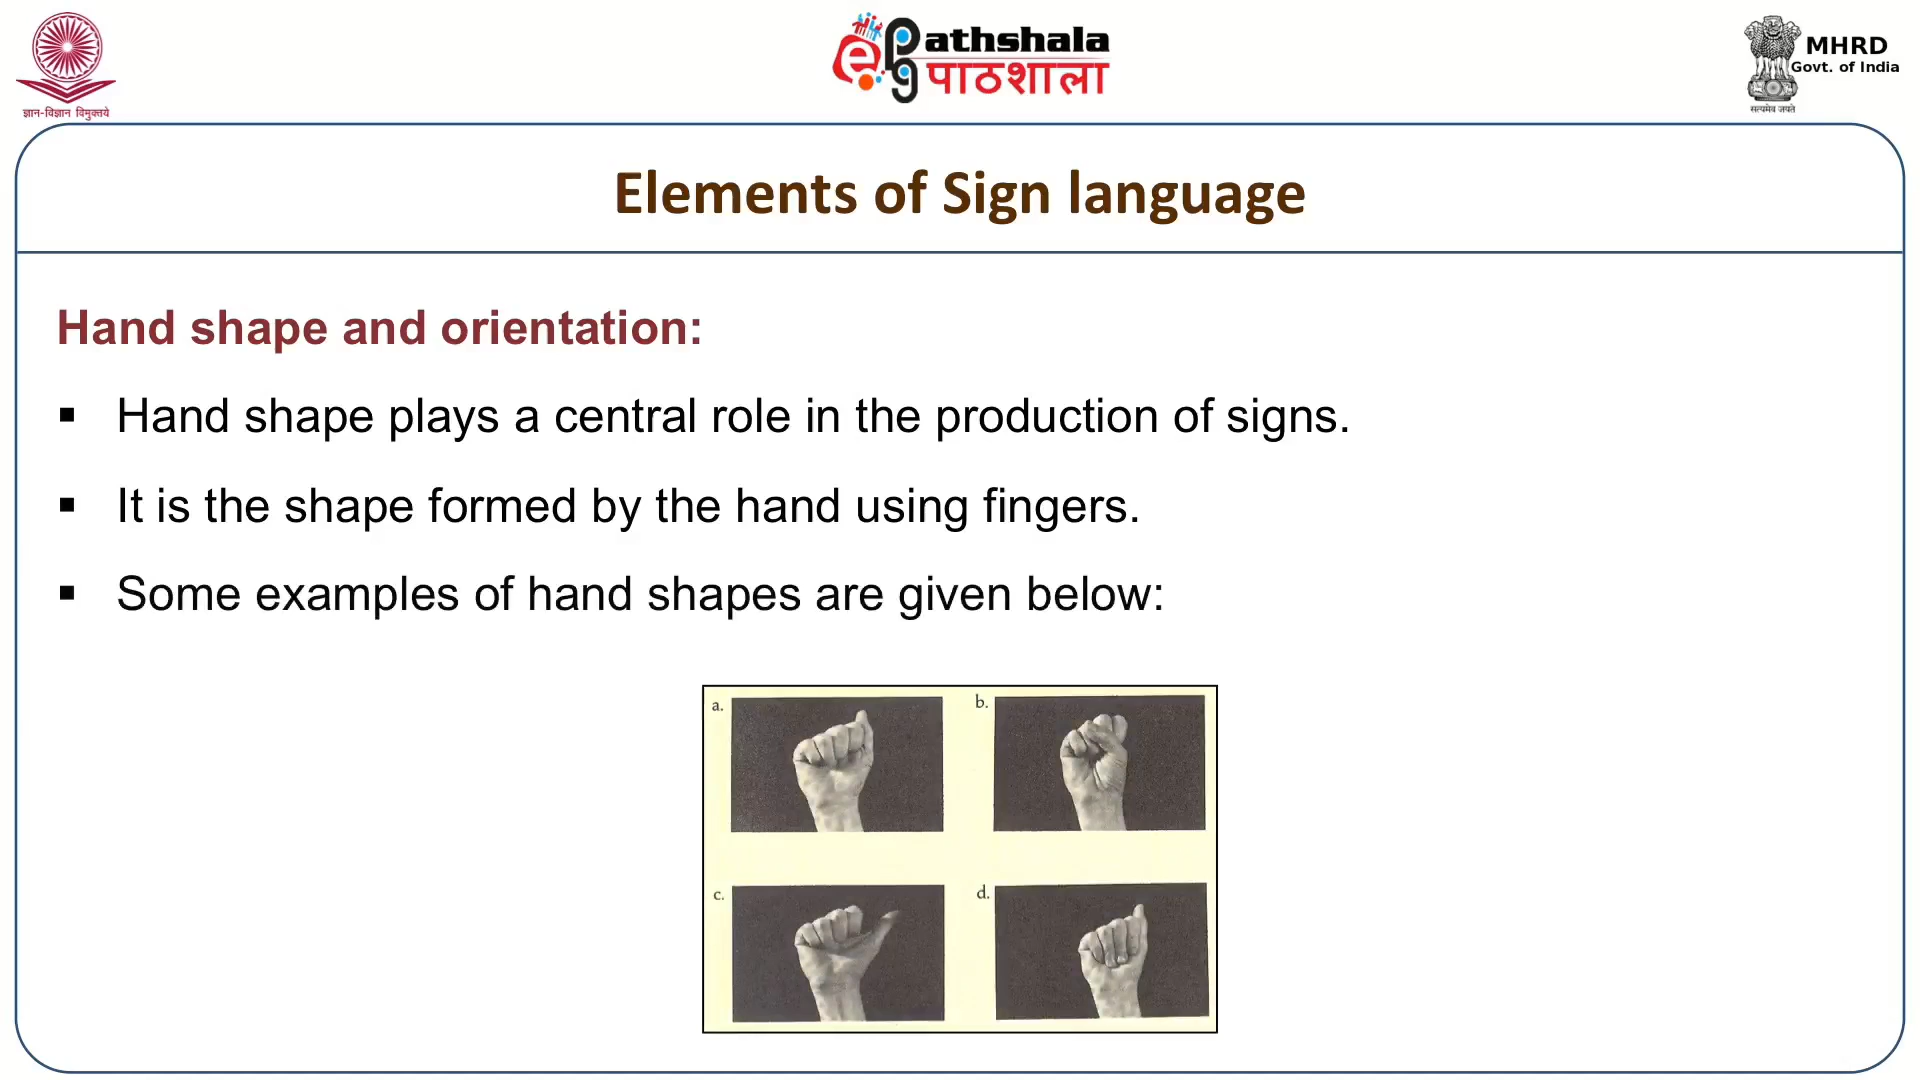 ज्ञान-विज्ञान विमुक्तये
e Pathshala
पाठशाला
MHRD
Govt. of India
सत्यमेव जयते
Elements of Sign language
Hand shape and orientation:
▪ Hand shape plays a central role in the production of signs.
▪ It is the shape formed by the hand using fingers.
▪ Some examples of hand shapes are given below:
a.
b.
c.
d.